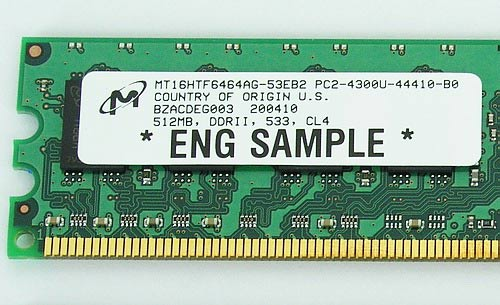 MT16HTF6464AG-53EB2 PC2-4300U-44410-B0
COUNTRY OF ORIGIN U.S.
BZACDEG003 200410
512MB, DDRII, 533, CL4
* ENG SAMPLE *